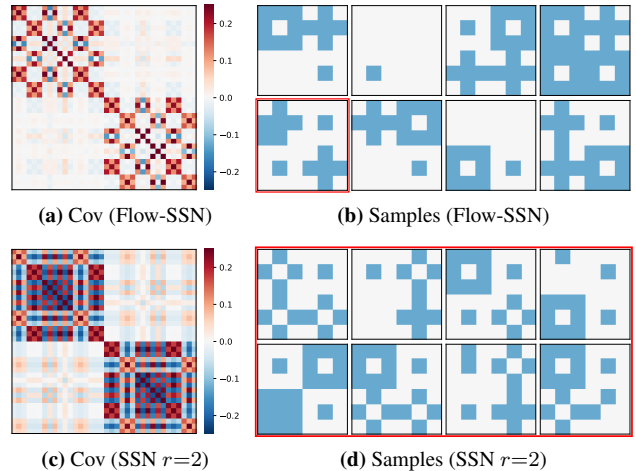 0.2
0.1
0.0
−0.1
−0.2
(a) Cov (Flow-SSN)
(b) Samples (Flow-SSN)
0.2
0.1
0.0
−0.1
−0.2
(c) Cov (SSN r=2)
(d) Samples (SSN r=2)